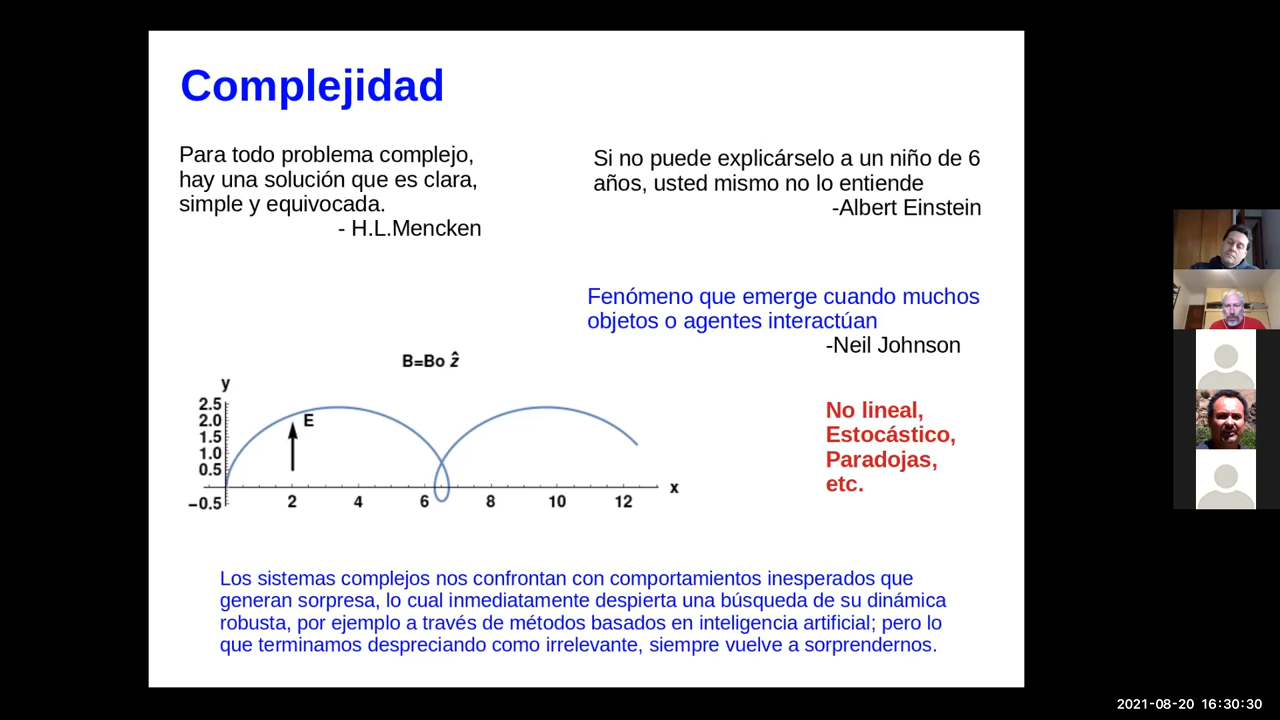 Complejidad
Para todo problema complejo,
hay una solución que es clara,
simple y equivocada.
- H.L.Mencken
Si no puede explicárselo a un niño de 6
años, usted mismo no lo entiende
-Albert Einstein
Fenómeno que emerge cuando muchos
objetos o agentes interactúan
-Neil Johnson
B=Bo ẑ
y
2.5
2.0
1.5
1.0
0.5
−0.5
E
2 4 6 8 10 12
x
No lineal,
Estocástico,
Paradojas,
etc.
Los sistemas complejos nos confrontan con comportamientos inesperados que
generan sorpresa, lo cual inmediatamente despierta una búsqueda de su dinámica
robusta, por ejemplo a través de métodos basados en inteligencia artificial; pero lo
que terminamos despreciando como irrelevante, siempre vuelve a sorprendernos.
2021-08-20 16:30:30